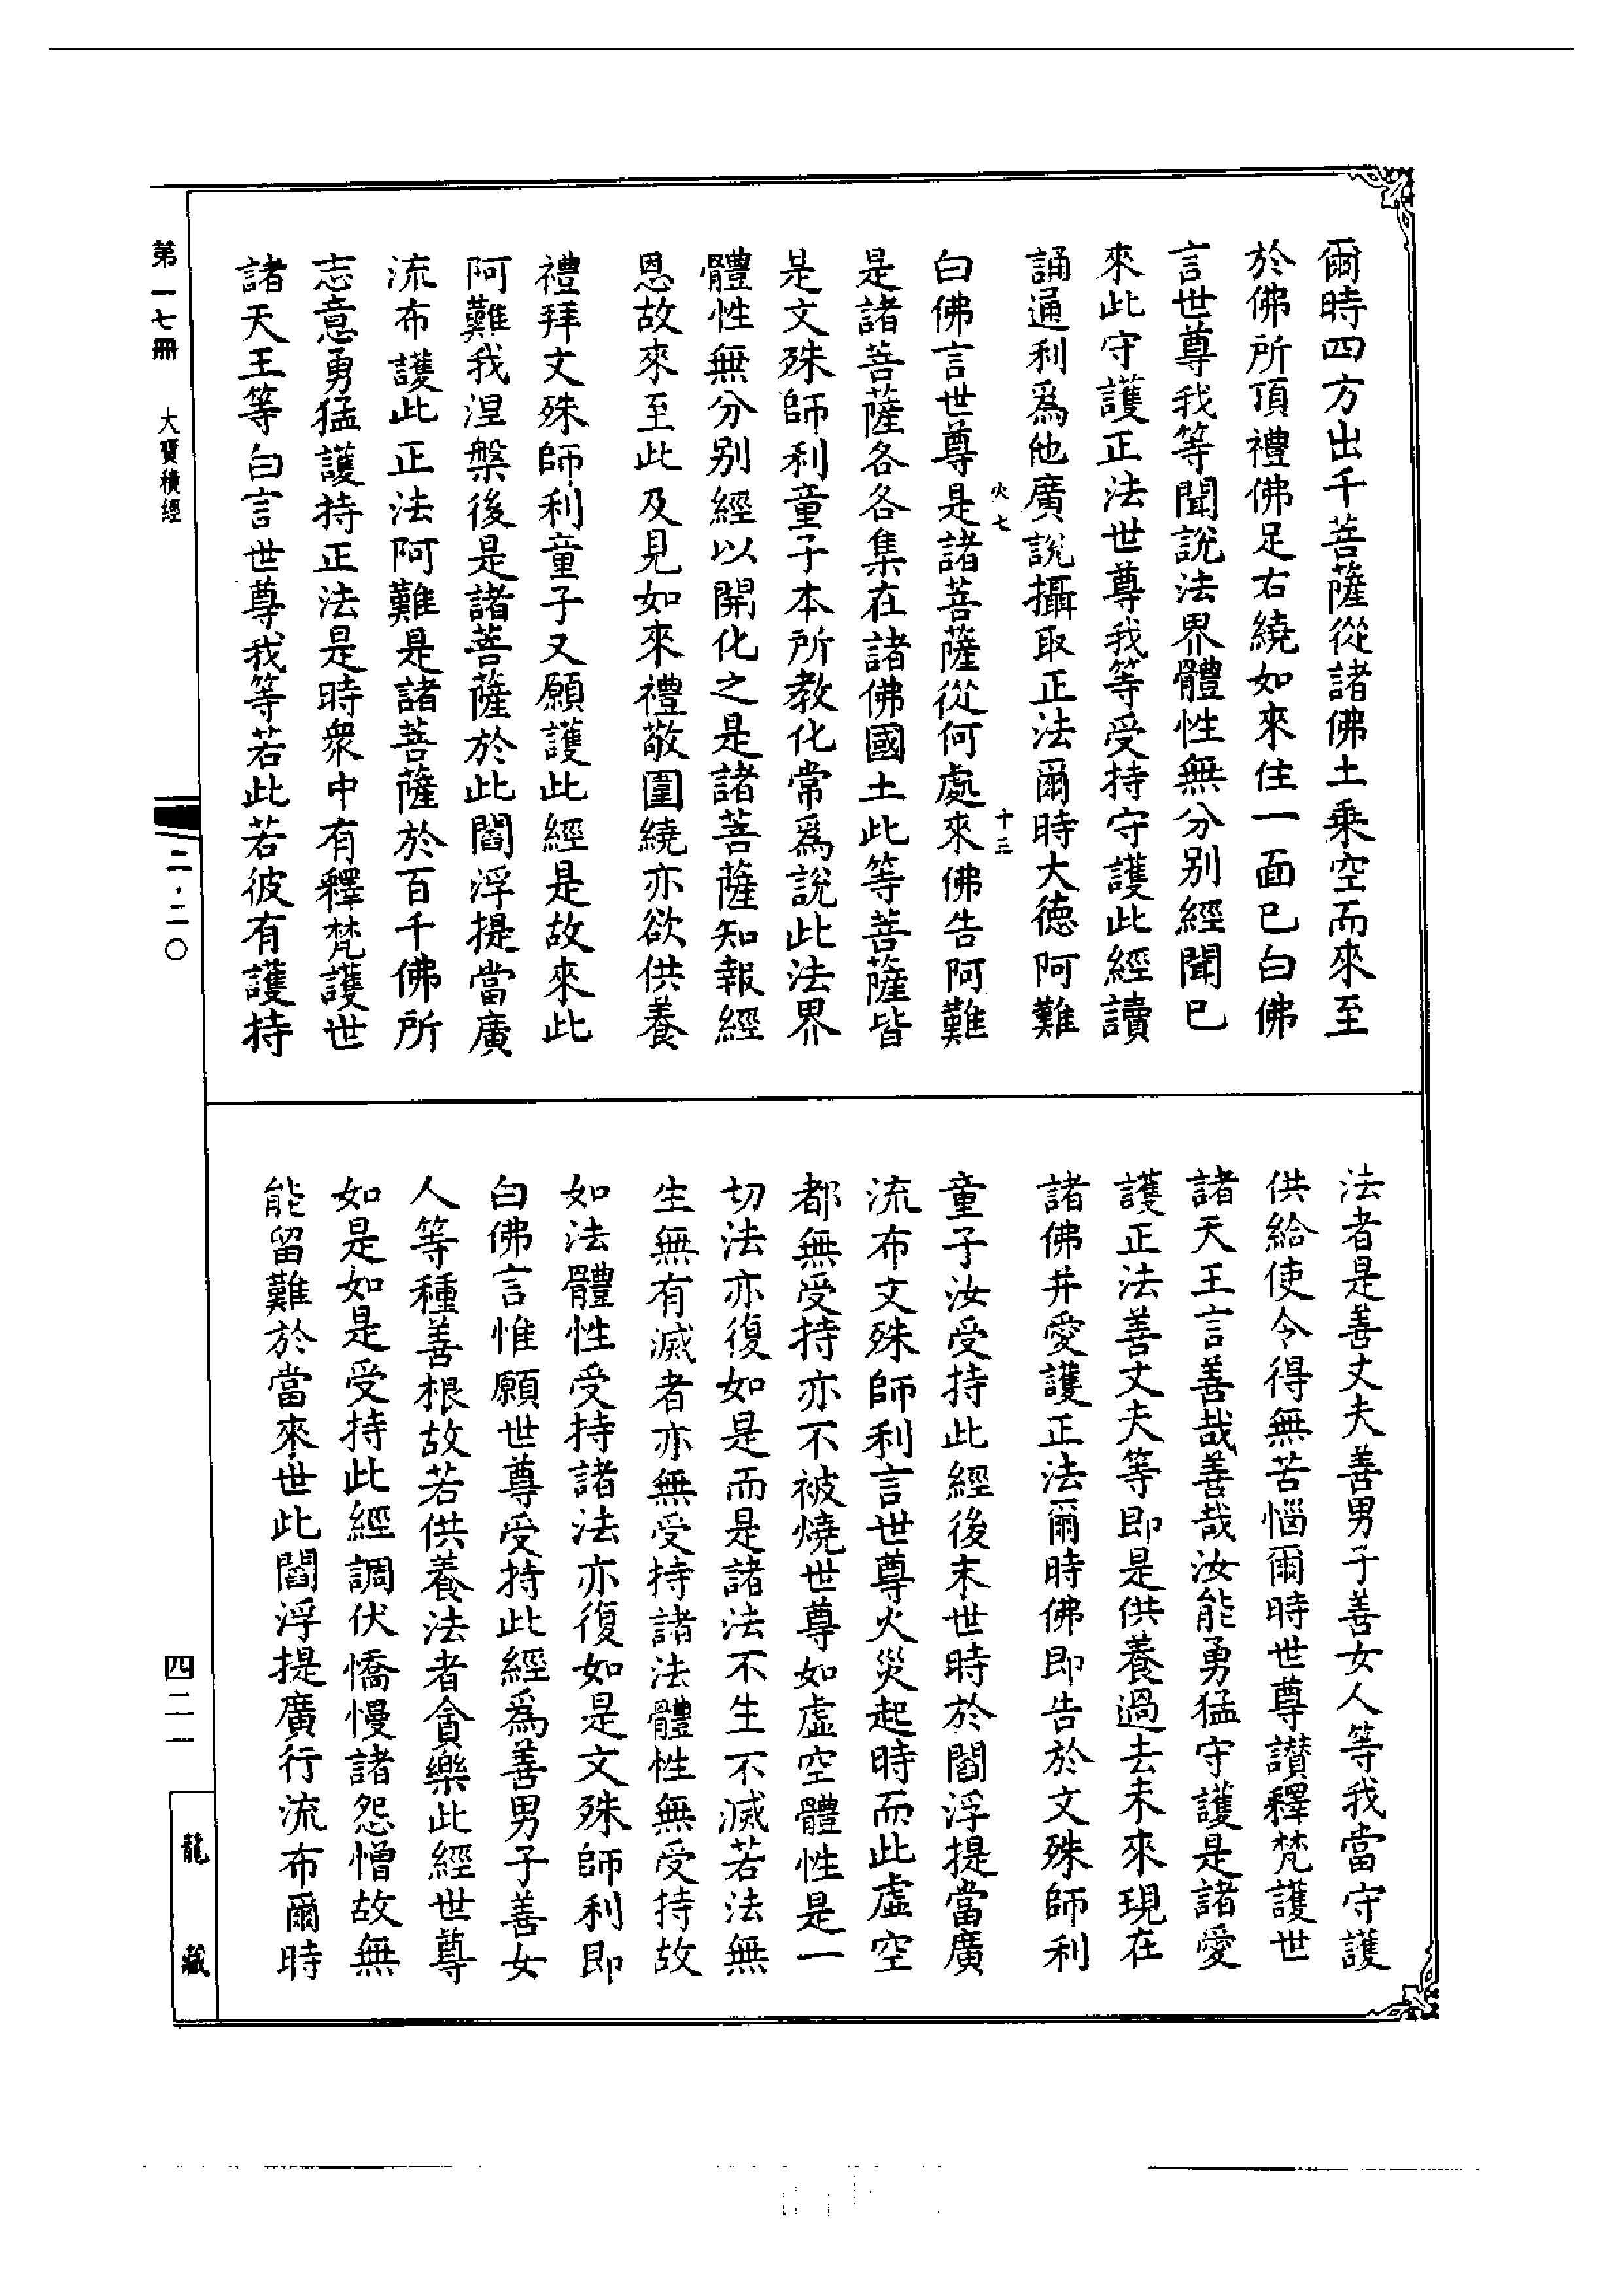 爾時四方出千菩薩從諸佛土乘空而來至
於佛所頂禮佛足右繞如來住一面已白佛
言世尊我等聞說法界體性無分別經聞已
來此守護正法世尊我等受持守護此經讀
誦通利爲他廣說攝取正法爾時大德阿難
火七
十三
白佛言世尊是諸菩薩從何處來佛告阿難
是諸菩薩各各集在諸佛國土此等菩薩皆
是文殊師利童子本所教化常爲說此法界
體性無分別經以開化之是諸菩薩知報經
恩故來至此及見如來禮敬圍繞亦欲供養
禮拜文殊師利童子又願護此經是故來此
阿難我涅槃後是諸菩薩於此閻浮提當廣
流布護此正法阿難是諸菩薩於百千佛所
志意勇猛護持正法是時衆中有釋梵護世
諸天王等白言世尊我等若此若彼有護持
法者是善丈夫善男子善女人等我當守護
供給使令得無苦惱爾時世尊讃釋梵護世
諸天王言善哉善哉汝能勇猛守護是諸愛
護正法善丈夫等即是供養過去未來現在
諸佛并愛護正法爾時佛即告於文殊師利
童子汝受持此經後末世時於閻浮提當廣
流布文殊師利言世尊火災起時而此虛空
都無受持亦不被燒世尊如虛空體性是一
切法亦復如是而是諸法不生不滅若法無
生無有滅者亦無受持諸法體性無受持故
如法體性受持諸法亦復如是文殊師利即
白佛言惟願世尊受持此經爲善男子善女
人等種善根故若供養法者貪樂此經世尊
如是如是受持此經調伏憍慢諸怨憎故無
能留難於當來世此閻浮提廣行流布爾時
第一七冊
大寶積經
二·二〇
四二一
龍藏